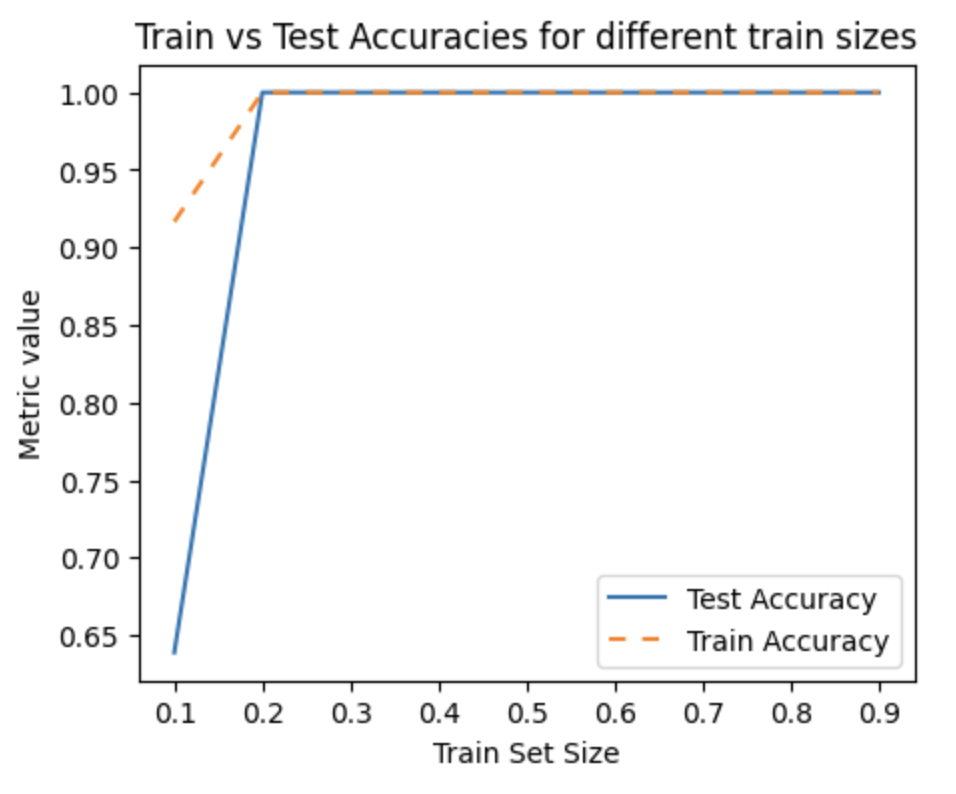 Train vs Test Accuracies for different train sizes
1.00
0.95
0.90
0.85
0.80
0.75
0.70
0.65
Metric value
Test Accuracy
Train Accuracy
0.1 0.2 0.3 0.4 0.5 0.6 0.7 0.8 0.9
Train Set Size